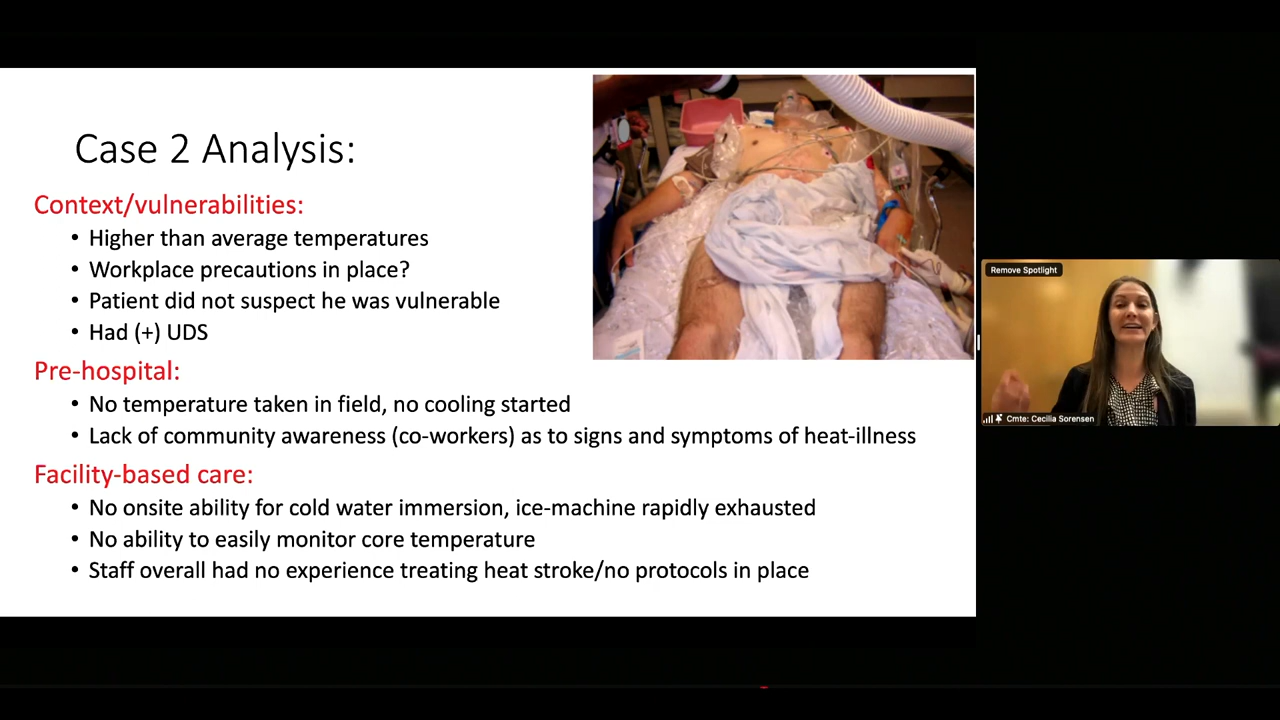 Case 2 Analysis:
Context/vulnerabilities:
• Higher than average temperatures
• Workplace precautions in place?
• Patient did not suspect he was vulnerable
• Had (+) UDS
Pre-hospital:
• No temperature taken in field, no cooling started
• Lack of community awareness (co-workers) as to signs and symptoms of heat-illness
Facility-based care:
• No onsite ability for cold water immersion, ice-machine rapidly exhausted
• No ability to easily monitor core temperature
• Staff overall had no experience treating heat stroke/no protocols in place
Remove Spotlight
Cmte: Cecilia Sorensen